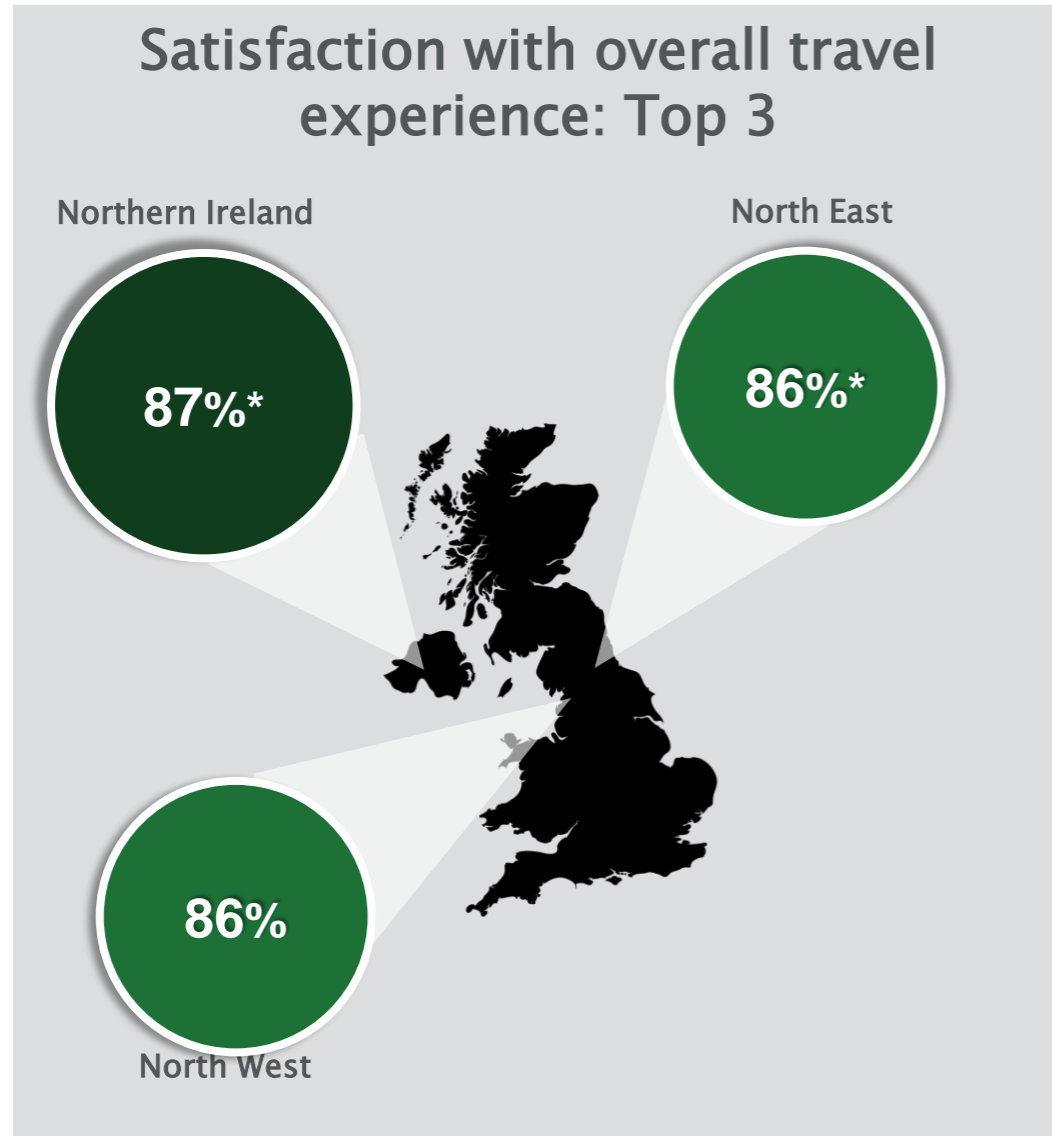 Satisfaction with overall travel
experience: Top 3
Northern Ireland
North East
87%*
86%*
86%
North West